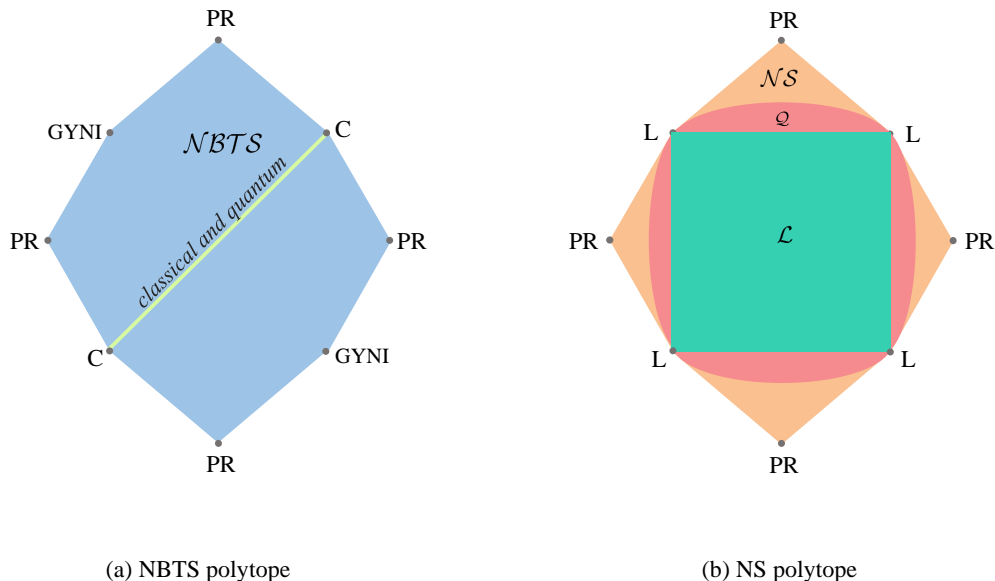 PR
GYNI
NBTS
C
classical and quantum
PR
PR
C
GYNI
PR
(a) NBTS polytope
PR
NS
Q
L
L
PR
L
PR
L
L
PR
(b) NS polytope